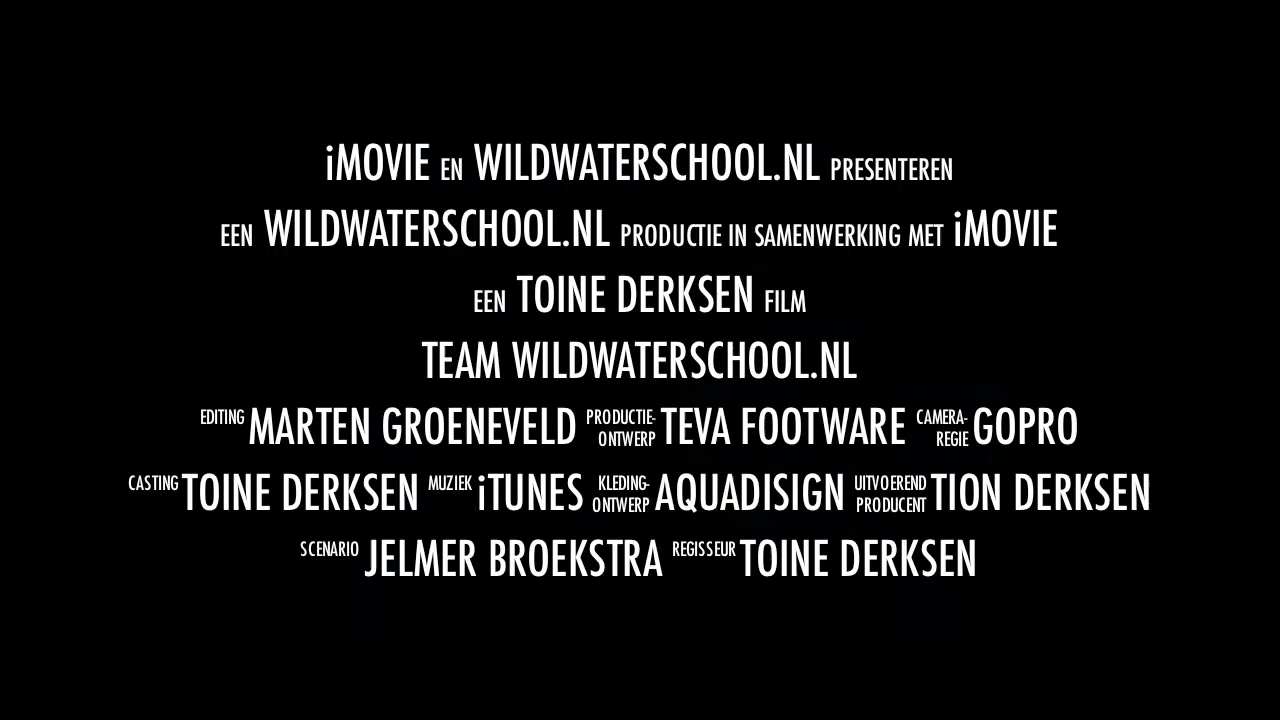 iMOVIE EN WILDWATERSCHOOL.NL PRESENTEREN
EEN WILDWATERSCHOOL.NL PRODUCTIE IN SAMENWERKING MET iMOVIE
EEN TOINE DERKSEN FILM
TEAM WILDWATERSCHOOL.NL
EDITING MARTEN GROENEVELD PRODUCTIE-ONTWERP TEVA FOOTWARE CAMERA-REGIE GOPRO
CASTING TOINE DERKSEN MUZIEK iTUNES KLEDING-ONTWERP AQUADISIGN UITVOEREND PRODUCENT TION DERKSEN
SCENARIO JELMER BROEKSTRA REGISSEUR TOINE DERKSEN